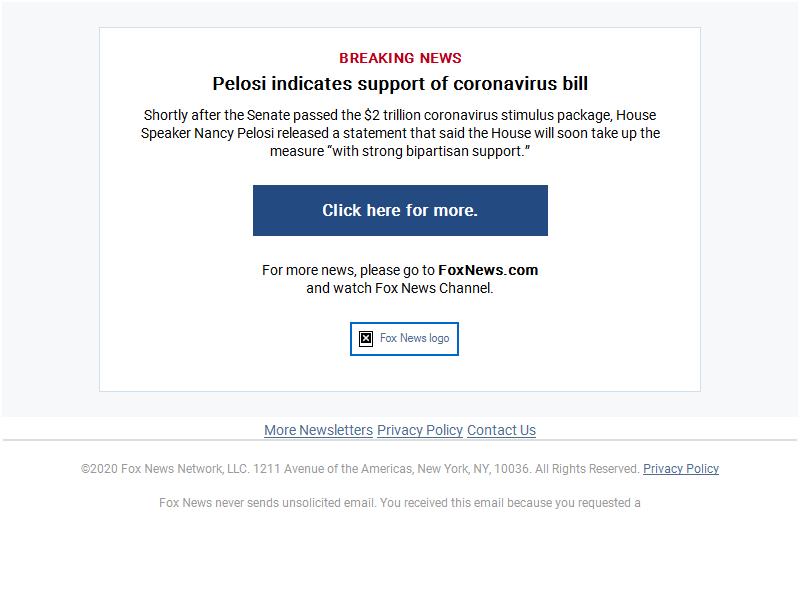 BREAKING NEWS
Pelosi indicates support of coronavirus bill
Shortly after the Senate passed the $2 trillion coronavirus stimulus package, House
Speaker Nancy Pelosi released a statement that said the House will soon take up the
measure “with strong bipartisan support.”
Click here for more.
For more news, please go to FoxNews.com
and watch Fox News Channel.
Fox News logo
More Newsletters Privacy Policy Contact Us
©2020 Fox News Network, LLC. 1211 Avenue of the Americas, New York, NY, 10036. All Rights Reserved. Privacy Policy
Fox News never sends unsolicited email. You received this email because you requested a